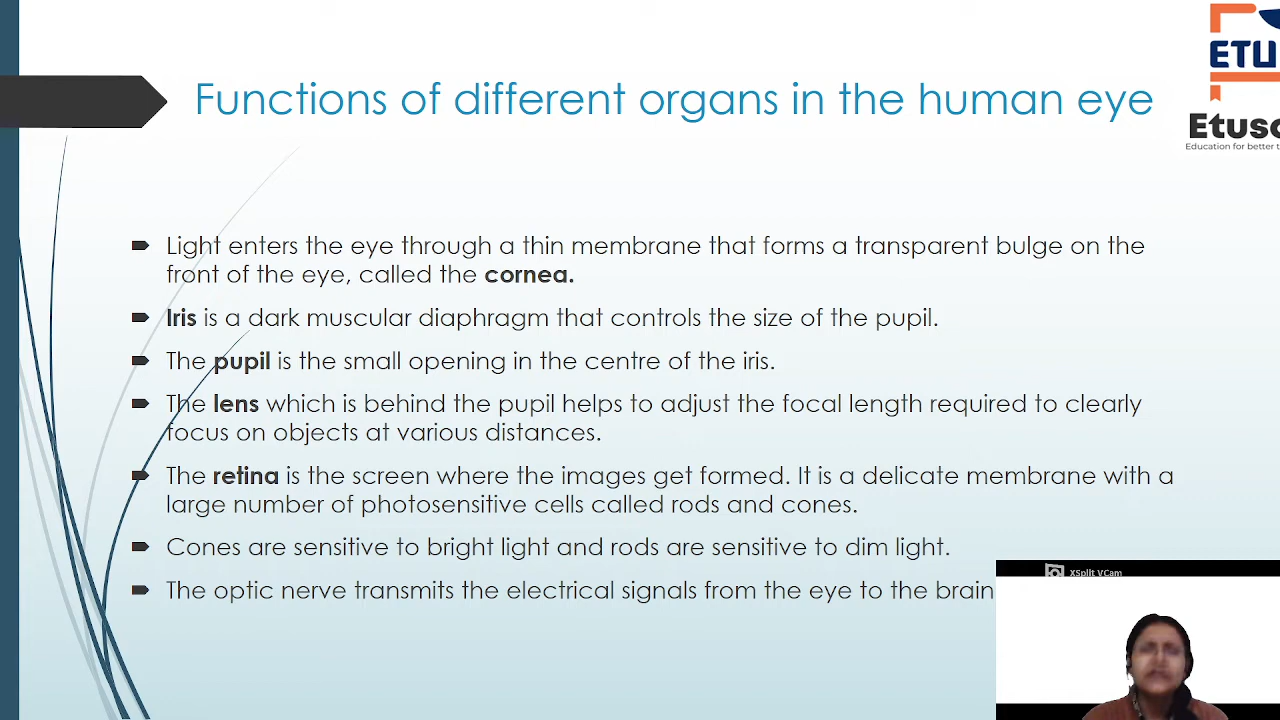 ETU
Functions of different organs in the human eye
Etusc
Education for better t
Light enters the eye through a thin membrane that forms a transparent bulge on the
front of the eye, called the cornea.
Iris is a dark muscular diaphragm that controls the size of the pupil.
The pupil is the small opening in the centre of the iris.
The lens which is behind the pupil helps to adjust the focal length required to clearly
focus on objects at various distances.
The retina is the screen where the images get formed. It is a delicate membrane with a
large number of photosensitive cells called rods and cones.
Cones are sensitive to bright light and rods are sensitive to dim light.
The optic nerve transmits the electrical signals from the eye to the brain
XSplit VCam